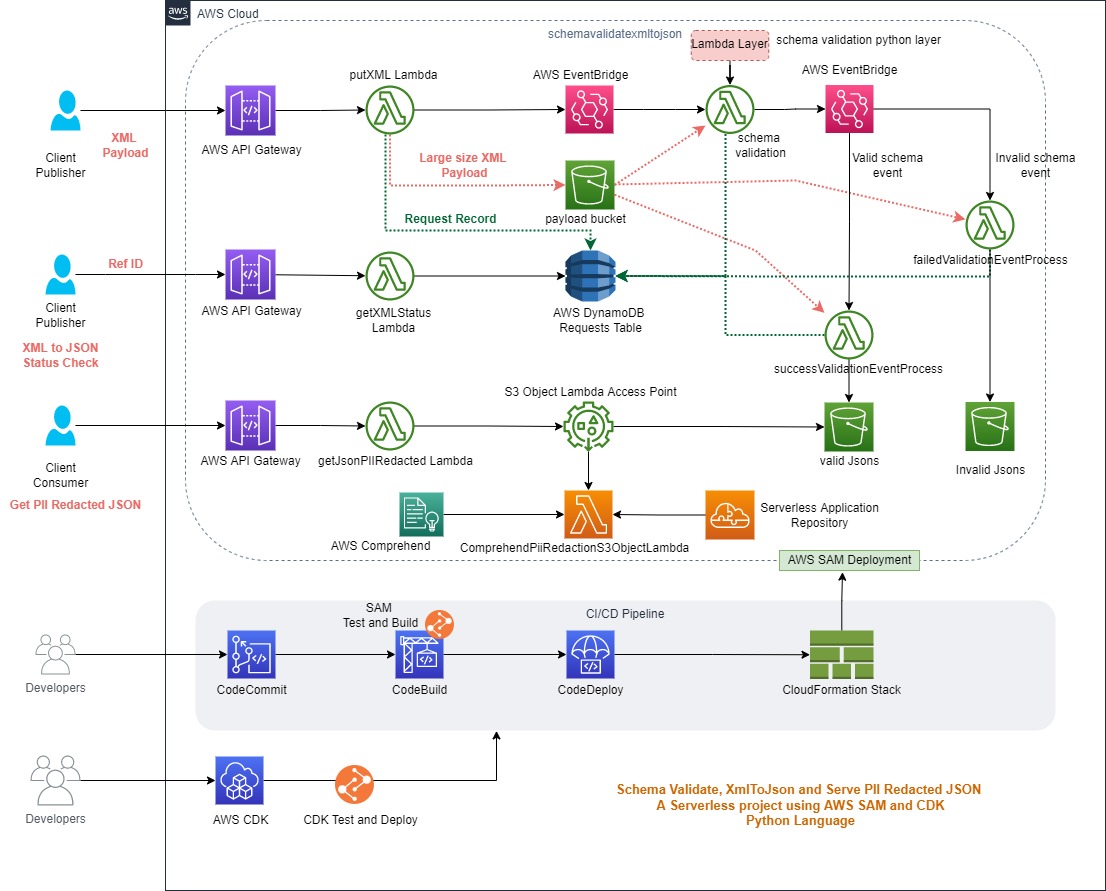 aws
AWS Cloud
schemavalidatexmltojson
Lambda Layer
schema validation python layer
putXML Lambda
AWS EventBridge
AWS EventBridge
XML
Payload
Client
Publisher
AWS API Gateway
schema
validation
Large size XML
Payload
Valid schema
event
Invalid schema
event
payload bucket
Request Record
failedValidationEventProcess
Ref ID
Client
Publisher
AWS API Gateway
getXMLStatus
Lambda
AWS DynamoDB
Requests Table
XML to JSON
Status Check
successValidationEventProcess
S3 Object Lambda Access Point
Client
Consumer
AWS API Gateway
getJsonPIIRedacted Lambda
valid Jsons
Invalid Jsons
Get PII Redacted JSON
Serverless Application
Repository
AWS Comprehend
ComprehendPiiRedactionS3ObjectLambda
AWS SAM Deployment
SAM
Test and Build
CI/CD Pipeline
Developers
CodeCommit
CodeBuild
CodeDeploy
CloudFormation Stack
Developers
AWS CDK
CDK Test and Deploy
Schema Validate, XmlToJson and Serve PII Redacted JSON
A Serverless project using AWS SAM and CDK
Python Language